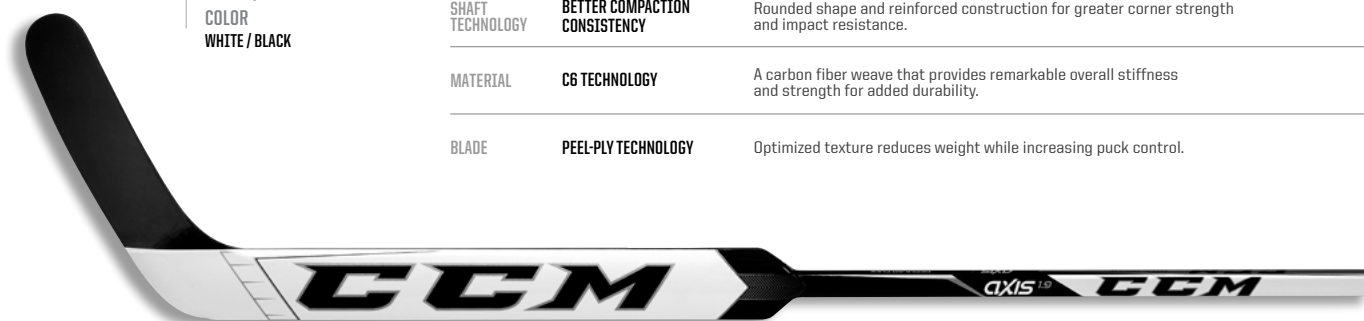 COLOR
WHITE / BLACK
SHAFT
TECHNOLOGY
BETTER COMPACTION
CONSISTENCY
Rounded shape and reinforced construction for greater corner strength
and impact resistance.
MATERIAL
C6 TECHNOLOGY
A carbon fiber weave that provides remarkable overall stiffness
and strength for added durability.
BLADE
PEEL-PLY TECHNOLOGY
Optimized texture reduces weight while increasing puck control.
CCM
axis 1.9
CCM